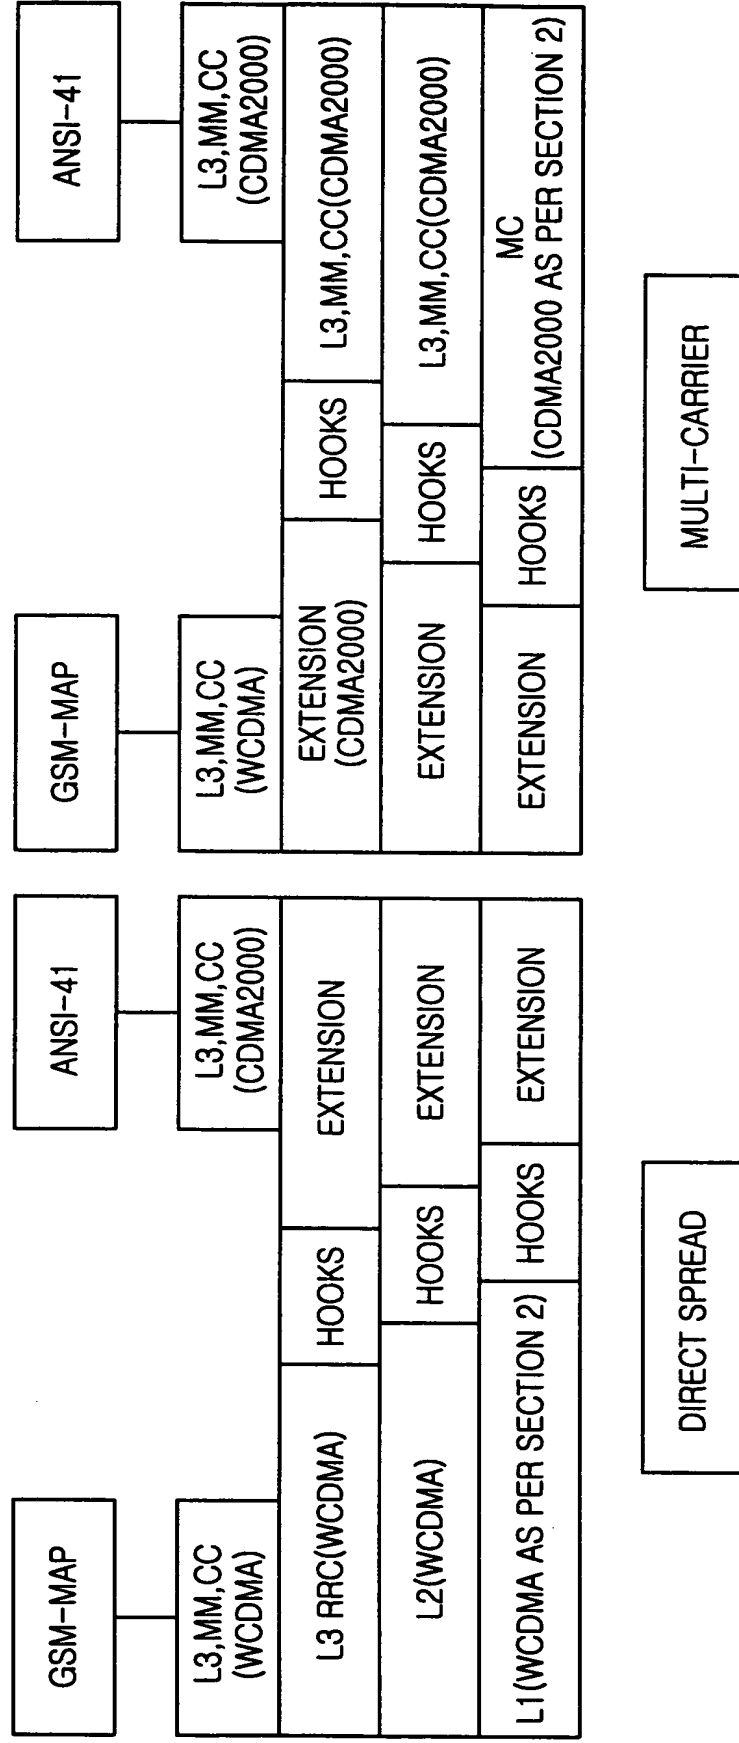 GSM-MAP
ANSI-41
GSM-MAP
ANSI-41
L3,MM,CC
(WCDMA)
L3,MM,CC
(CDMA2000)
L3,MM,CC
(WCDMA)
L3,MM,CC
(CDMA2000)
L3 RRC(WCDMA)
HOOKS
EXTENSION
EXTENSION
(CDMA2000)
HOOKS
L3,MM,CC(CDMA2000)
L2(WCDMA)
HOOKS
EXTENSION
EXTENSION
HOOKS
L3,MM,CC(CDMA2000)
L1(WCDMA AS PER SECTION 2)
HOOKS
EXTENSION
EXTENSION
HOOKS
MC
(CDMA2000 AS PER SECTION 2)
DIRECT SPREAD
MULTI-CARRIER